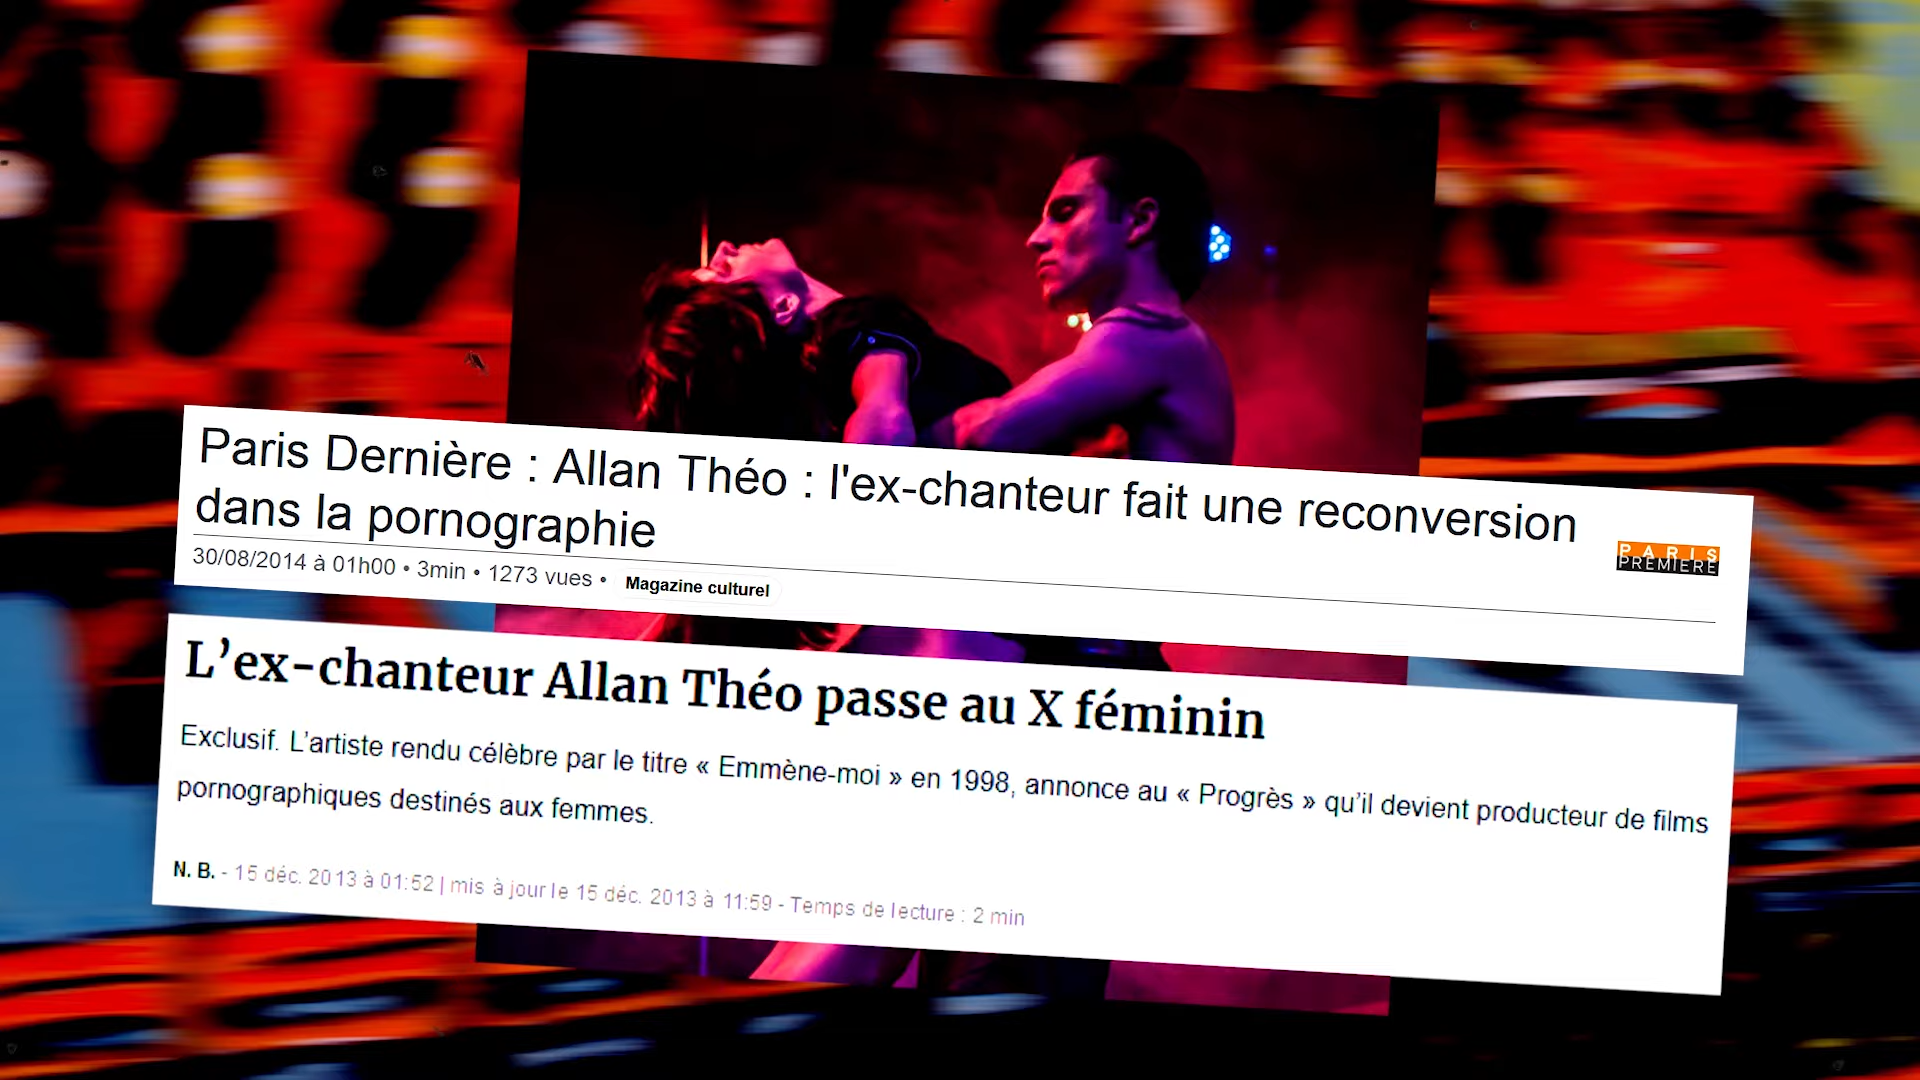 Paris Dernière : Allan Théo : l'ex-chanteur fait une reconversion
dans la pornographie
30/08/2014 à 01h00 • 3min • 1273 vues •
Magazine culturel
PARIS
PREMIÈRE
L’ex-chanteur Allan Théo passe au X féminin
Exclusif. L’artiste rendu célèbre par le titre « Emmène-moi » en 1998, annonce au « Progrès » qu’il devient producteur de films
pornographiques destinés aux femmes.
N. B. - 15 déc. 2013 à 01:52 | mis à jour le 15 déc. 2013 à 11:59 - Temps de lecture : 2 min